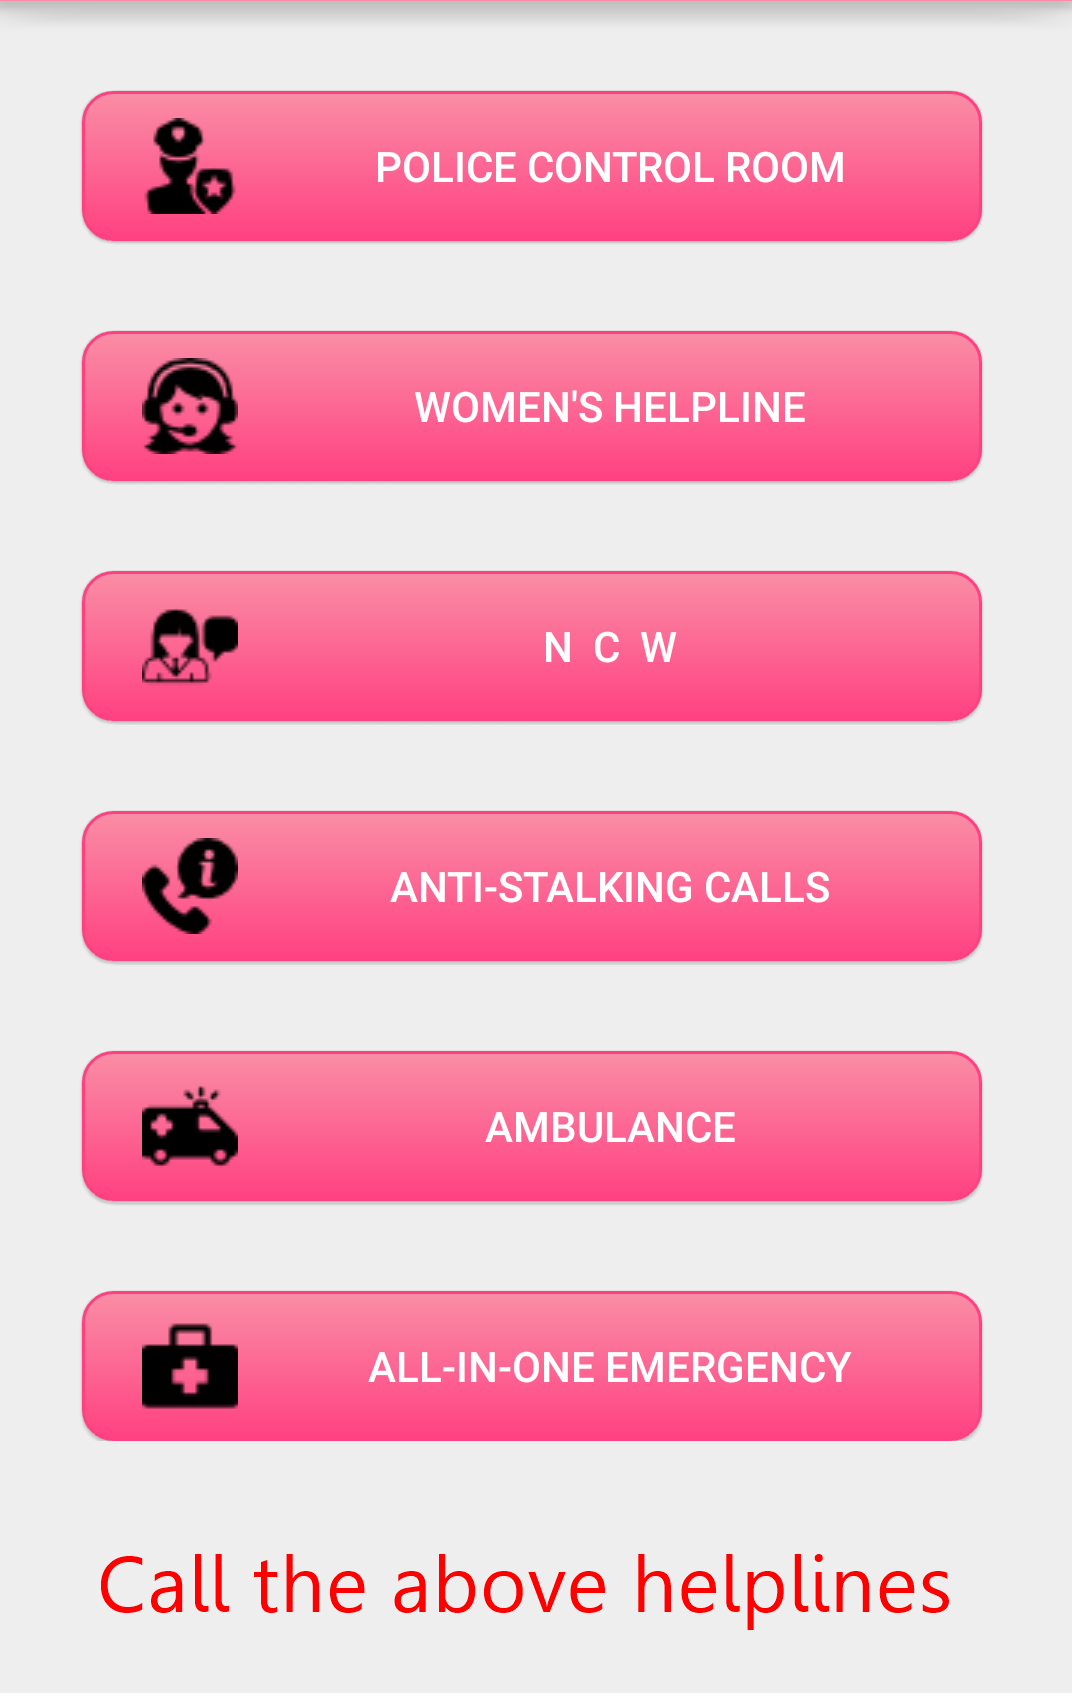 POLICE CONTROL ROOM
WOMEN'S HELPLINE
N C W
i
ANTI-STALKING CALLS
AMBULANCE
ALL-IN-ONE EMERGENCY
Call the above helplines